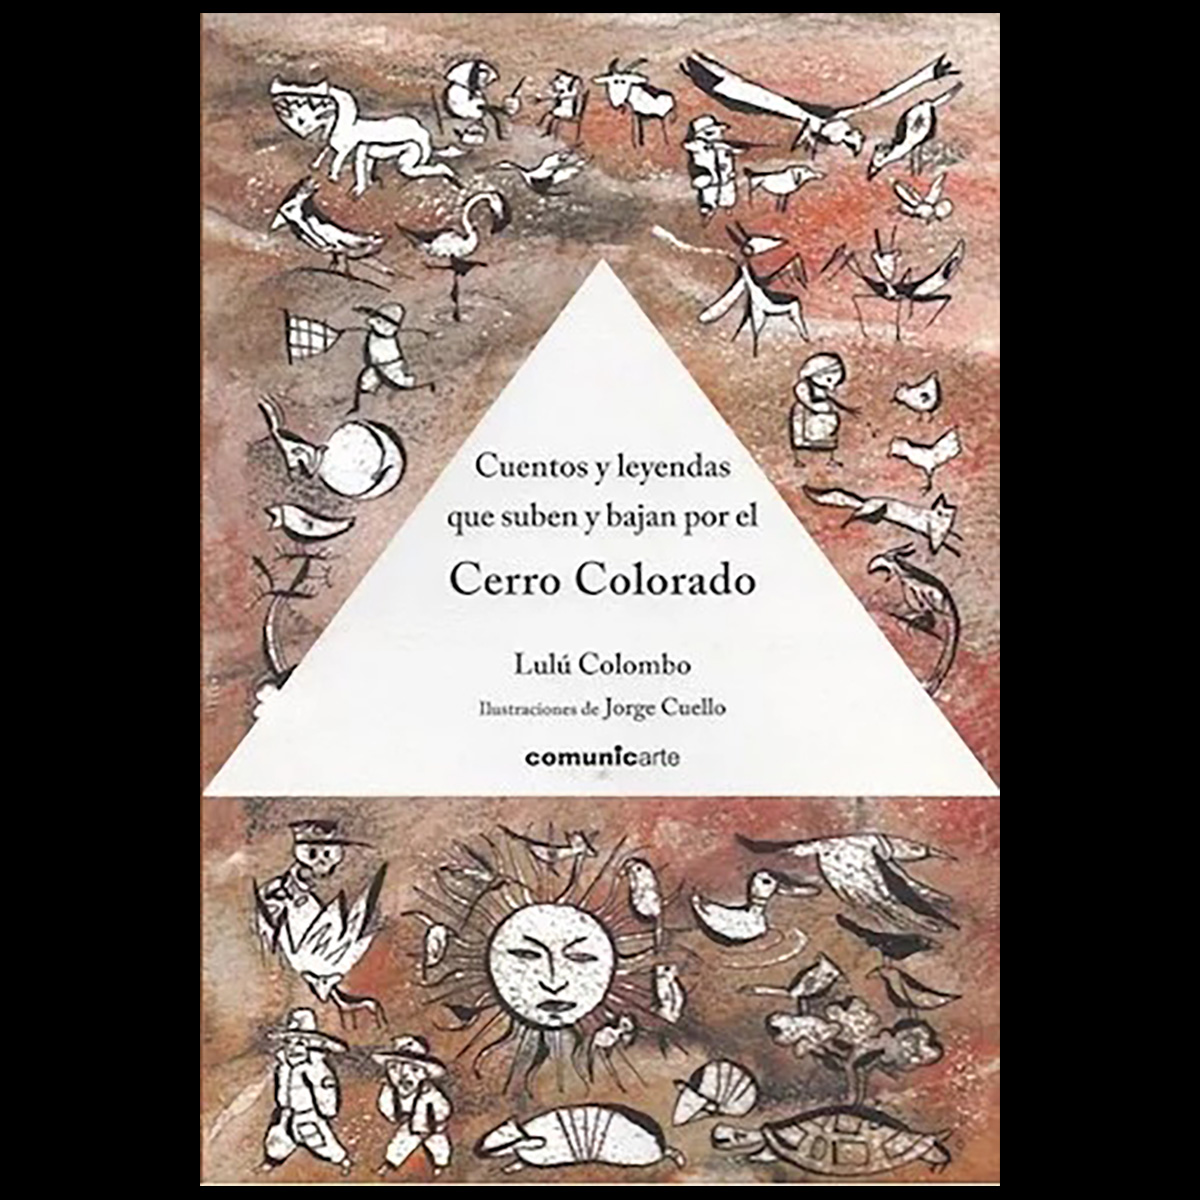 Cuentos y leyendas
que suben y bajan por el
Cerro Colorado
Lulú Colombo
Ilustraciones de Jorge Cuello
comunicarte